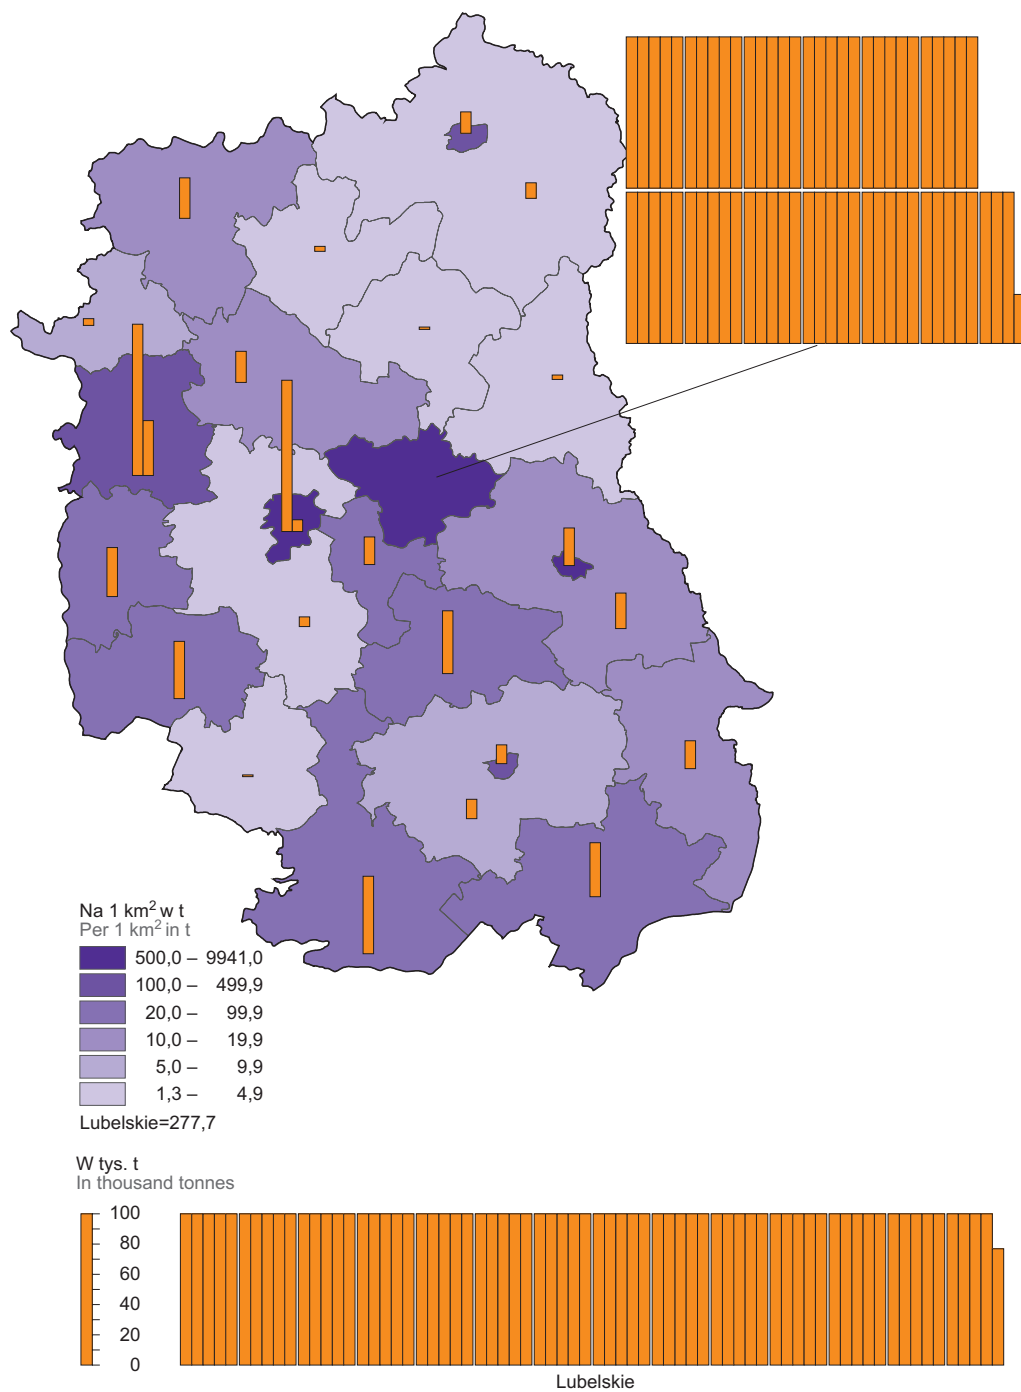 Na 1 km² w t
Per 1 km² in t
500,0 – 9941,0
100,0 – 499,9
20,0 – 99,9
10,0 – 19,9
5,0 – 9,9
1,3 – 4,9
Lubelskie=277,7
W tys. t
In thousand tonnes
100
80
60
40
20
0
Lubelskie